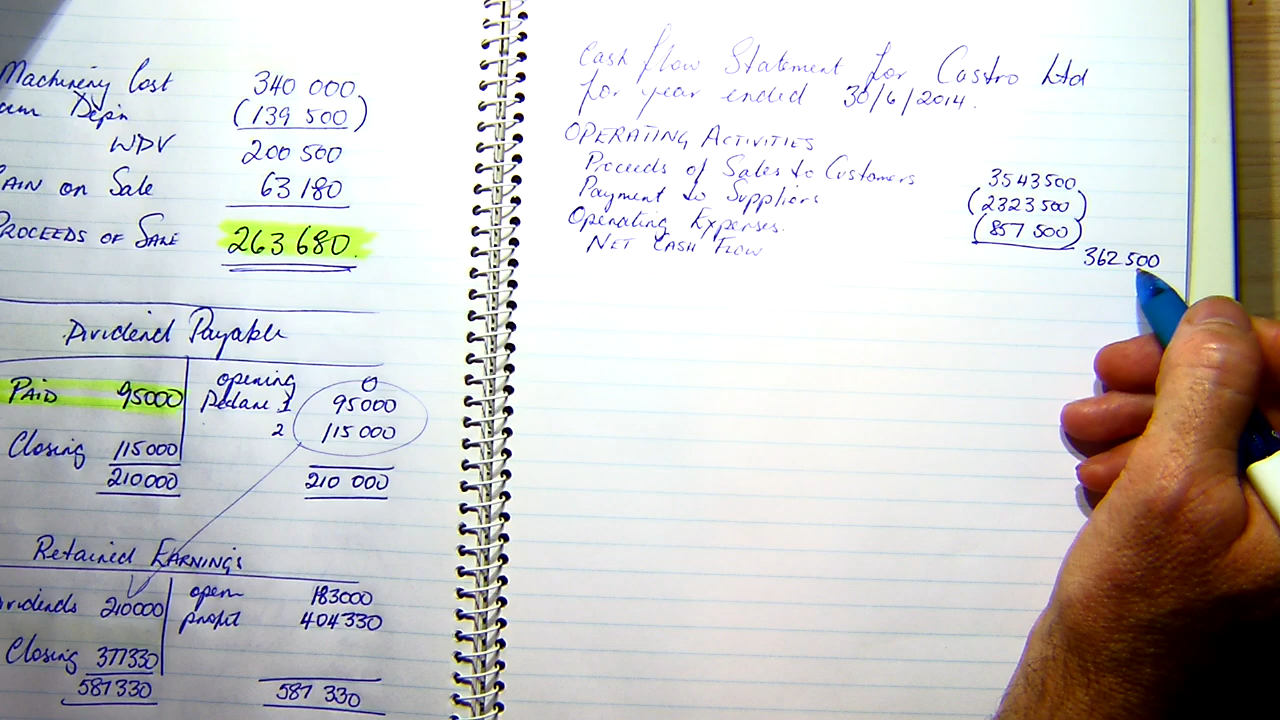 Machinery Cost 340 000
um Depn (139 500)
WDV 200 500
AIN on Sale 63 180
PROCEEDS OF SALE 263 680.
Dividend Payable
PAID 95000 opening 0
Declare 1 95000
2 115 000
Closing 115000
210000 210 000
Retained EARNINGS
ividends 210000 open 183000
profit 404330
Closing 377330
587330 587 330
Cash flow Statement for Castro Ltd
for year ended 30/6/2014.
OPERATING ACTIVITIES
Proceeds of Sales to Customers 3543500
Payment to Suppliers (2323500)
Operating Expenses. (857 500)
NET CASH FLOW 362 500